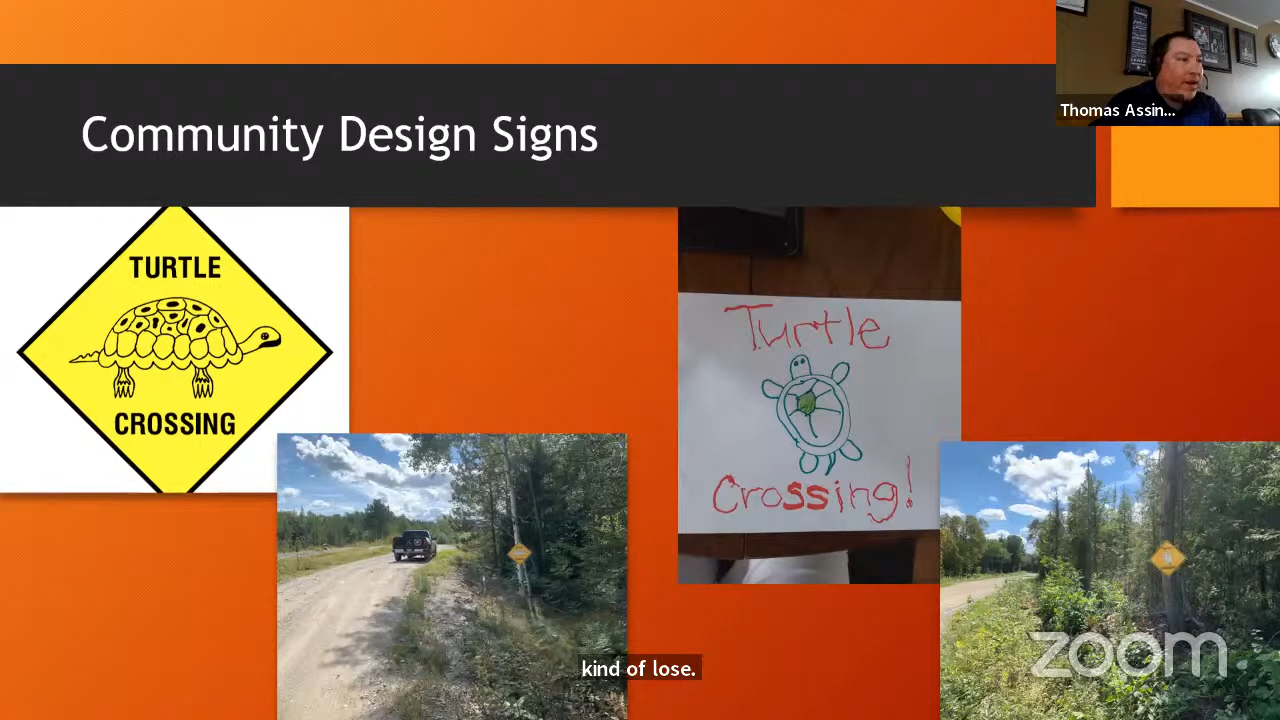 Community Design Signs
Thomas Assin...
TURTLE
CROSSING
Turtle
Crossing!
kind of lose.
zoom